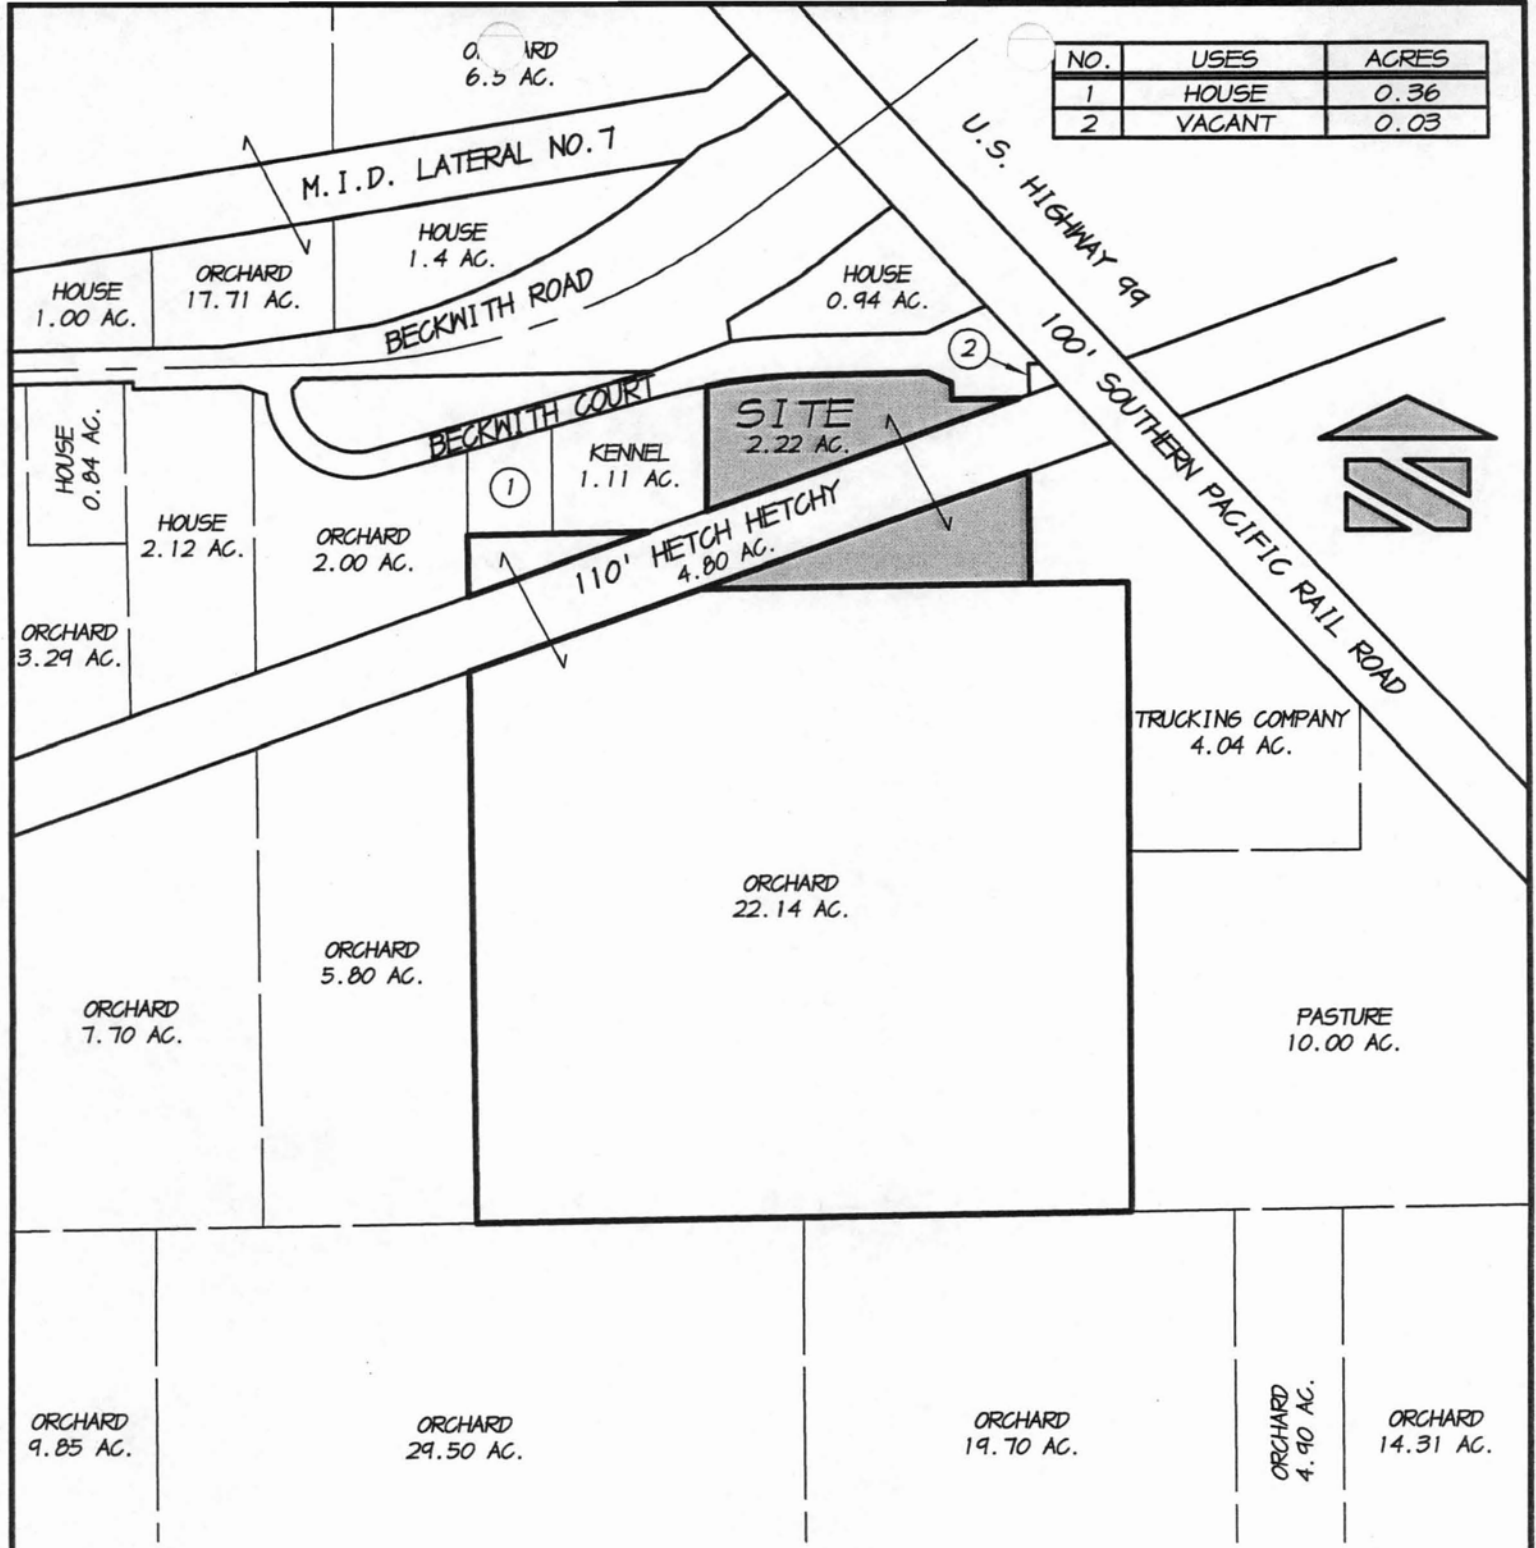 6.5 AC.
NO. USES ACRES
1 HOUSE 0.36
2 VACANT 0.03
M.I.D. LATERAL NO.7
U.S. HIGHWAY 99
HOUSE
1.4 AC.
ORCHARD
17.71 AC.
HOUSE
1.00 AC.
BECKWITH ROAD
HOUSE
0.94 AC.
2
100' SOUTHERN PACIFIC RAIL ROAD
BECKWITH COURT
SITE
2.22 AC.
HOUSE
0.84 AC.
KENNEL
1.11 AC.
1
HOUSE
2.12 AC.
ORCHARD
2.00 AC.
110' HETCH HETCHY
4.80 AC.
ORCHARD
3.29 AC.
TRUCKING COMPANY
4.04 AC.
ORCHARD
22.14 AC.
ORCHARD
5.80 AC.
ORCHARD
7.70 AC.
PASTURE
10.00 AC.
ORCHARD
9.85 AC.
ORCHARD
29.50 AC.
ORCHARD
19.70 AC.
ORCHARD
4.90 AC.
ORCHARD
14.31 AC.